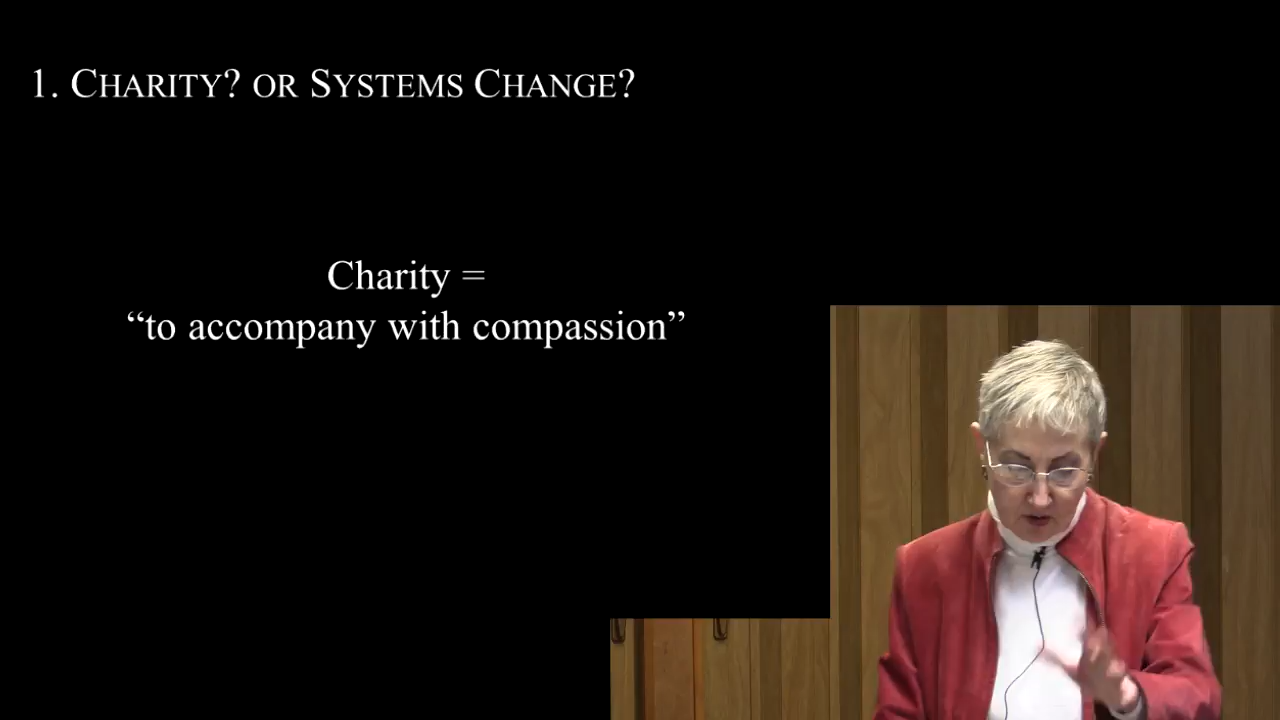 1. CHARITY? OR SYSTEMS CHANGE?
Charity =
“to accompany with compassion”